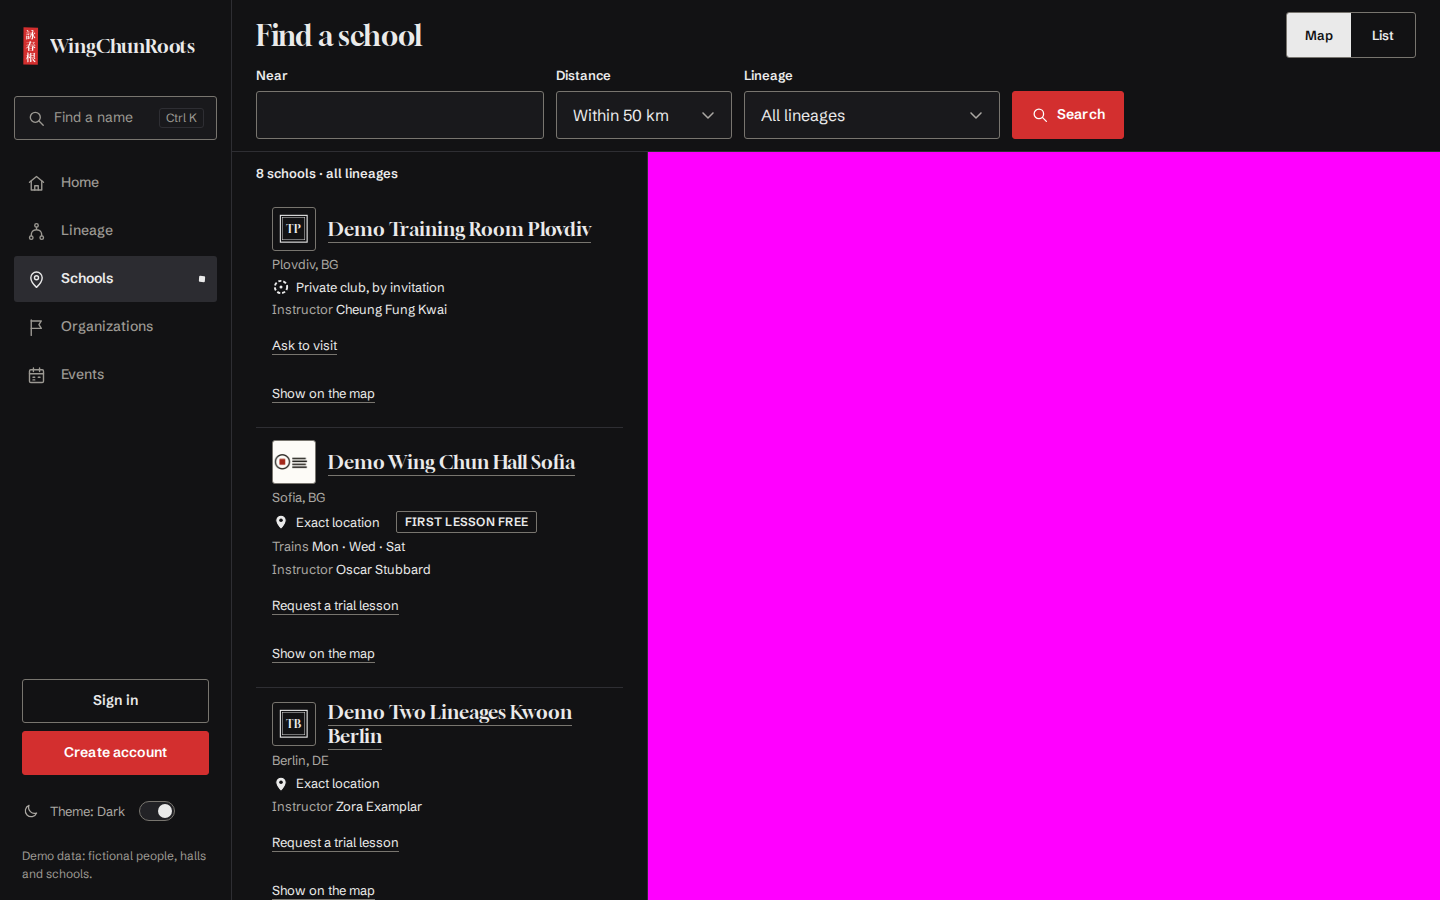 詠春根
WingChunRoots
Find a name
Ctrl K
Home
Lineage
Schools
Organizations
Events
Sign in
Create account
Theme: Dark
Demo data: fictional people, halls
and schools.
Find a school
Map
List
Near
Distance
Lineage
Within 50 km
All lineages
Search
8 schools · all lineages
TP
Demo Training Room Plovdiv
Plovdiv, BG
Private club, by invitation
Instructor Cheung Fung Kwai
Ask to visit
Show on the map
Demo Wing Chun Hall Sofia
Sofia, BG
Exact location
FIRST LESSON FREE
Trains Mon · Wed · Sat
Instructor Oscar Stubbard
Request a trial lesson
Show on the map
TB
Demo Two Lineages Kwoon
Berlin
Berlin, DE
Exact location
Instructor Zora Examplar
Request a trial lesson
Show on the map